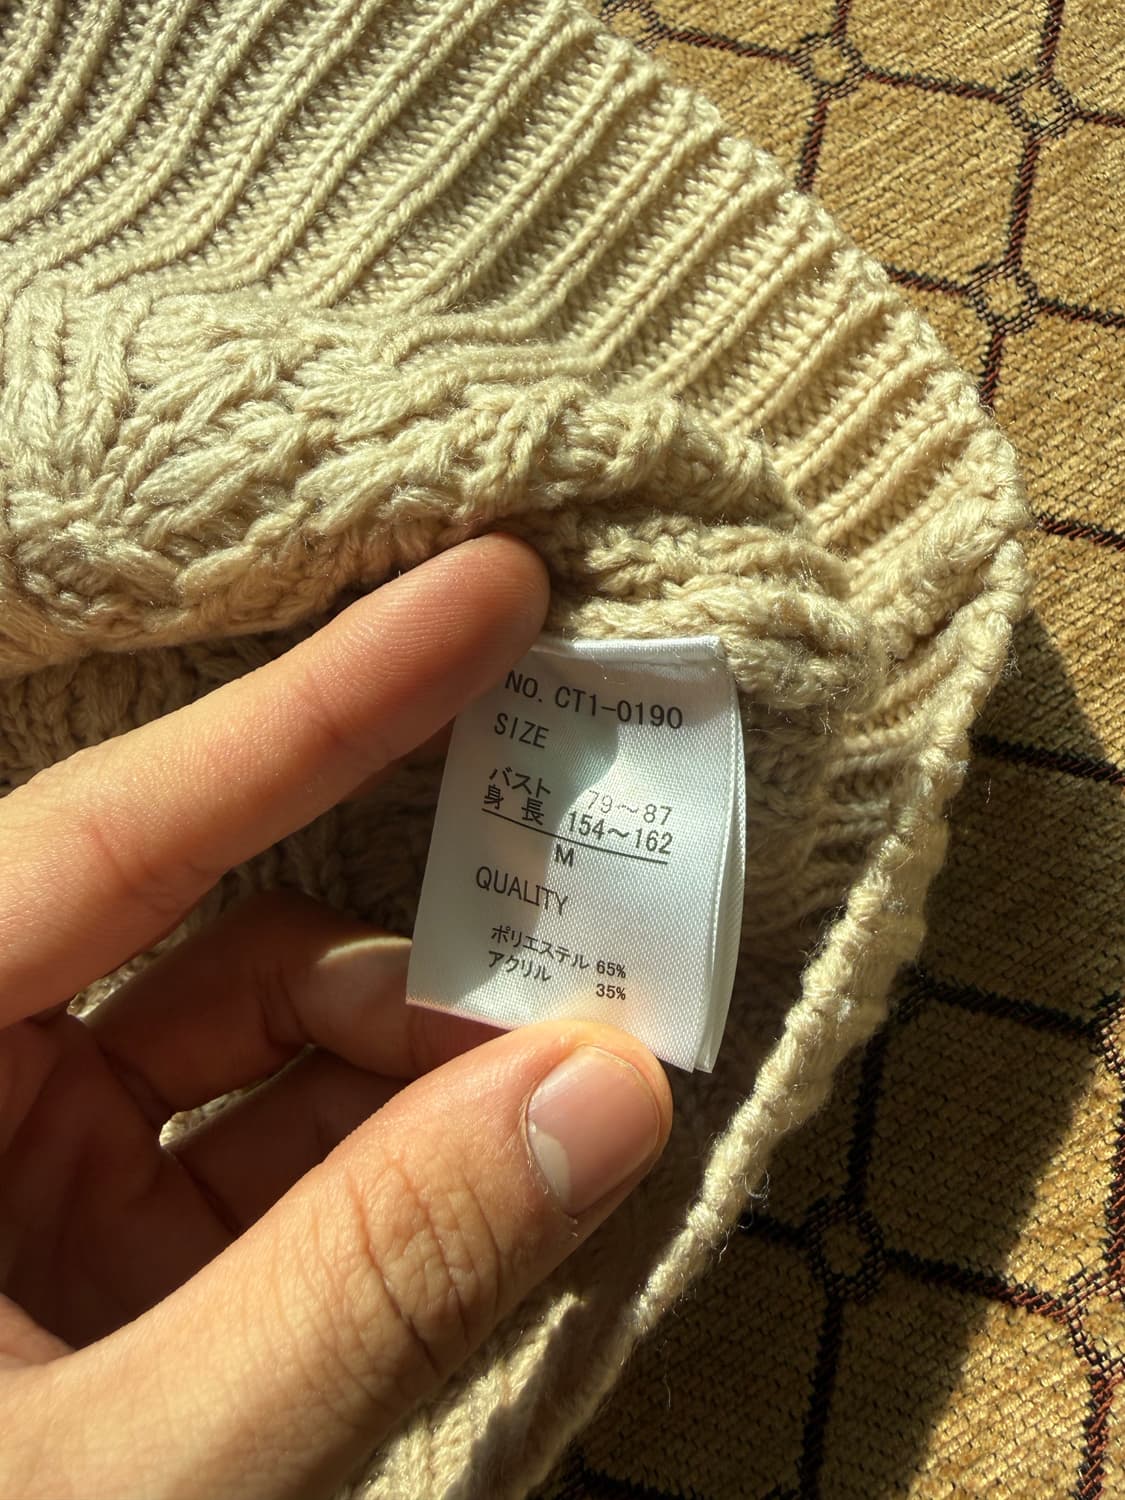 NO. CT1-0190
SIZE
バスト 79～87
身長 154～162
M
QUALITY
ポリエステル 65%
アクリル 35%